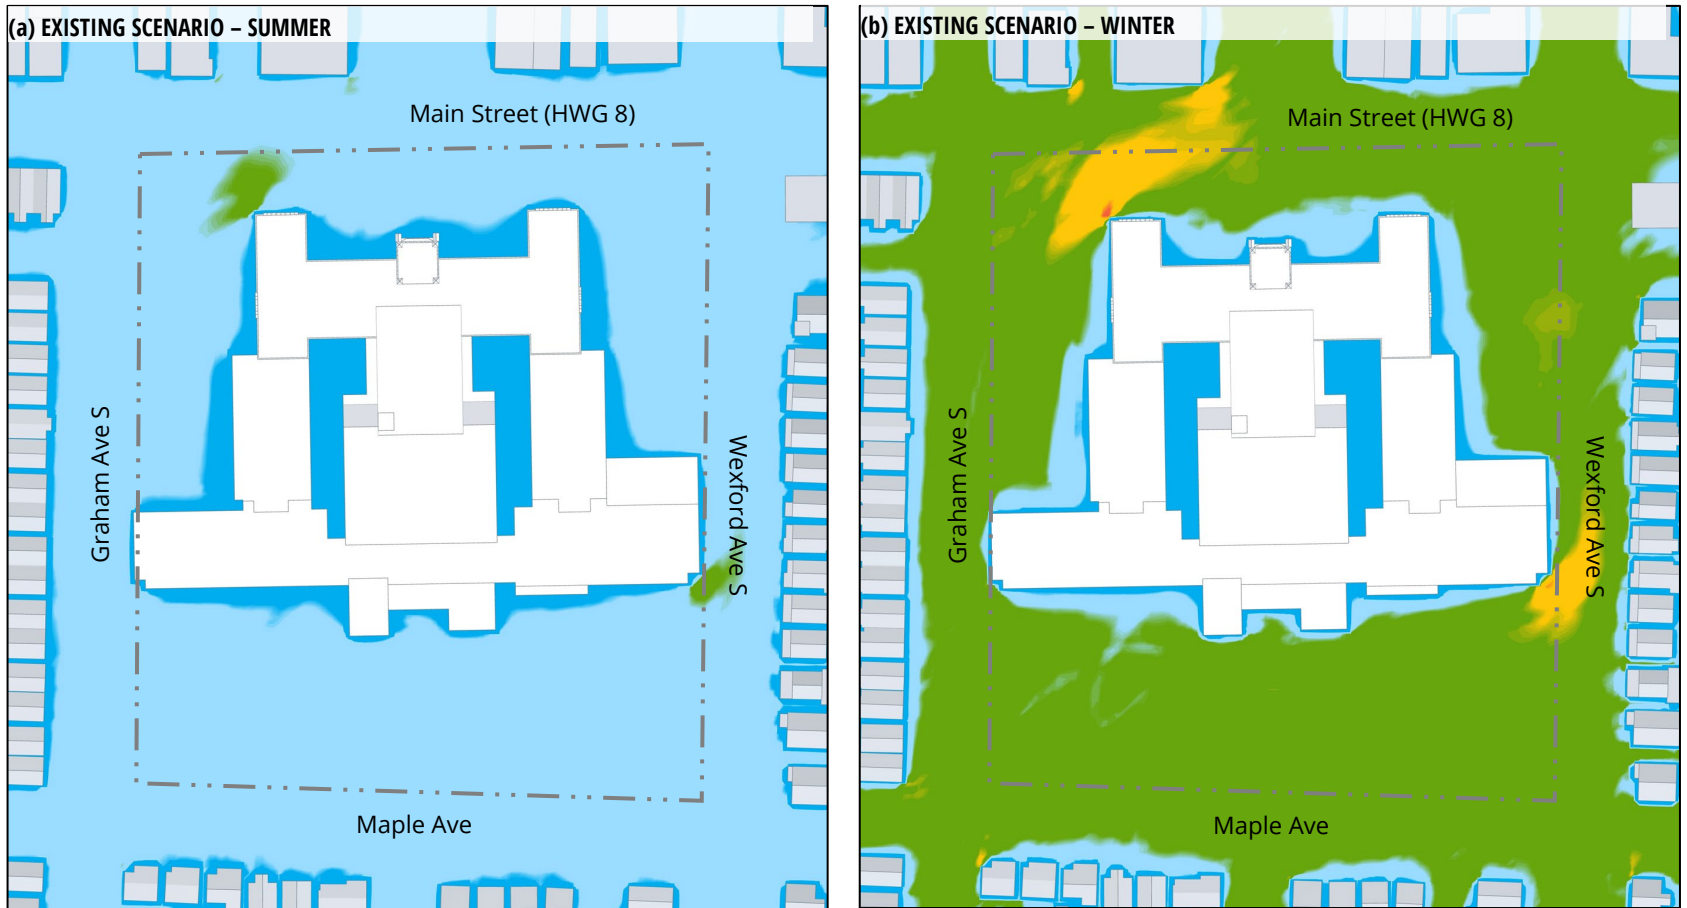 (a) EXISTING SCENARIO – SUMMER
Main Street (HWG 8)
Graham Ave S
Wexford Ave S
Maple Ave
(b) EXISTING SCENARIO – WINTER
Main Street (HWG 8)
Graham Ave S
Wexford Ave S
Maple Ave